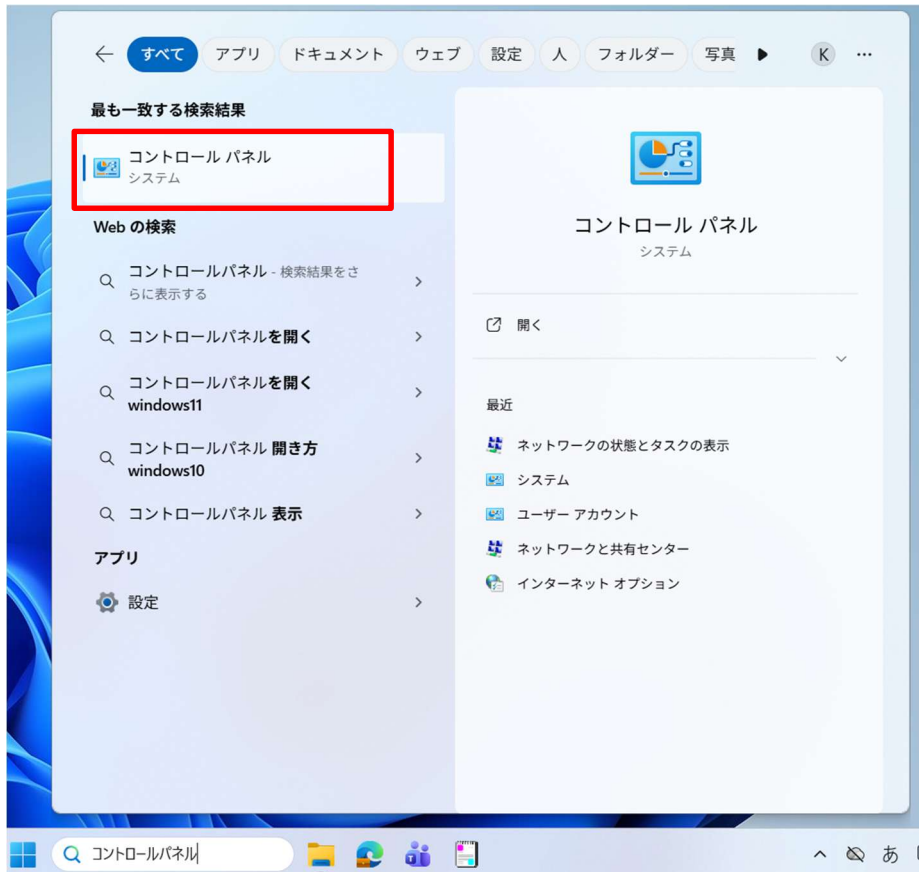 すべて アプリ ドキュメント ウェブ 設定 人 フォルダー 写真 K
最も一致する検索結果
コントロール パネル
システム
Web の検索
コントロールパネル - 検索結果をさ
らに表示する
コントロールパネルを開く
コントロールパネルを開く
windows11
コントロールパネル 開き方
windows10
コントロールパネル 表示
アプリ
設定
コントロール パネル
システム
開く
最近
ネットワークの状態とタスクの表示
システム
ユーザー アカウント
ネットワークと共有センター
インターネット オプション
コントロールパネル
あ